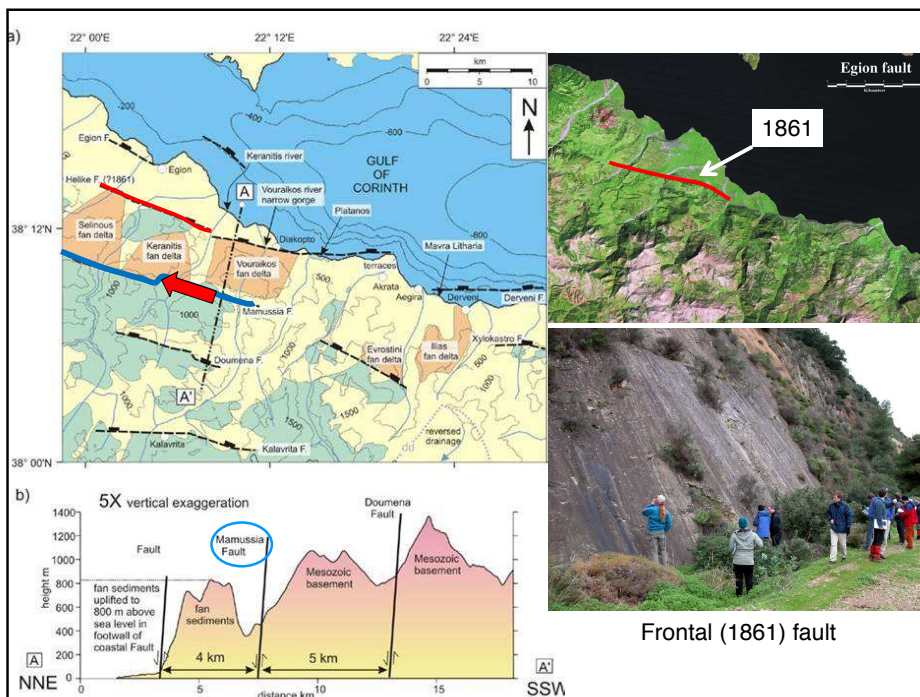 a)
22° 00'E
22° 12'
22° 24'
km
0
5
10
N
-200
-400
-600
-800
Keranitis river
GULF
OF
CORINTH
Egion F.
Egion
A
Vouraikos river
narrow gorge
Helike F. (?1861)
Platanos
38° 12'
Selinous
fan delta
Keranitis
fan delta
Diakopto
Vouraikos
fan delta
Mavra Litharia
terraces
Akrata
Aegira
Derveni
Derveni F.
500
1000
1000
1000
Mamussia F.
Doumena F.
Evrostini
fan delta
Ilias
fan delta
Xylokastro F.
500
1000
1000
1500
1500
A'
reversed
drainage
Kalavrita
Kalavrita F.
38° 00'
Egion fault
Kilometers
1861
b)
5X vertical exaggeration
Doumena
Fault
Mamussia
Fault
Fault
1400
1200
1000
800
600
400
200
0
height m
fan sediments
uplifted to
800 m above
sea level in
footwall of
coastal Fault
fan
sediments
Mesozoic
basement
Mesozoic
basement
4 km
5 km
A
NNE
0
5
10
15
distance km
A'
SSW
Frontal (1861) fault